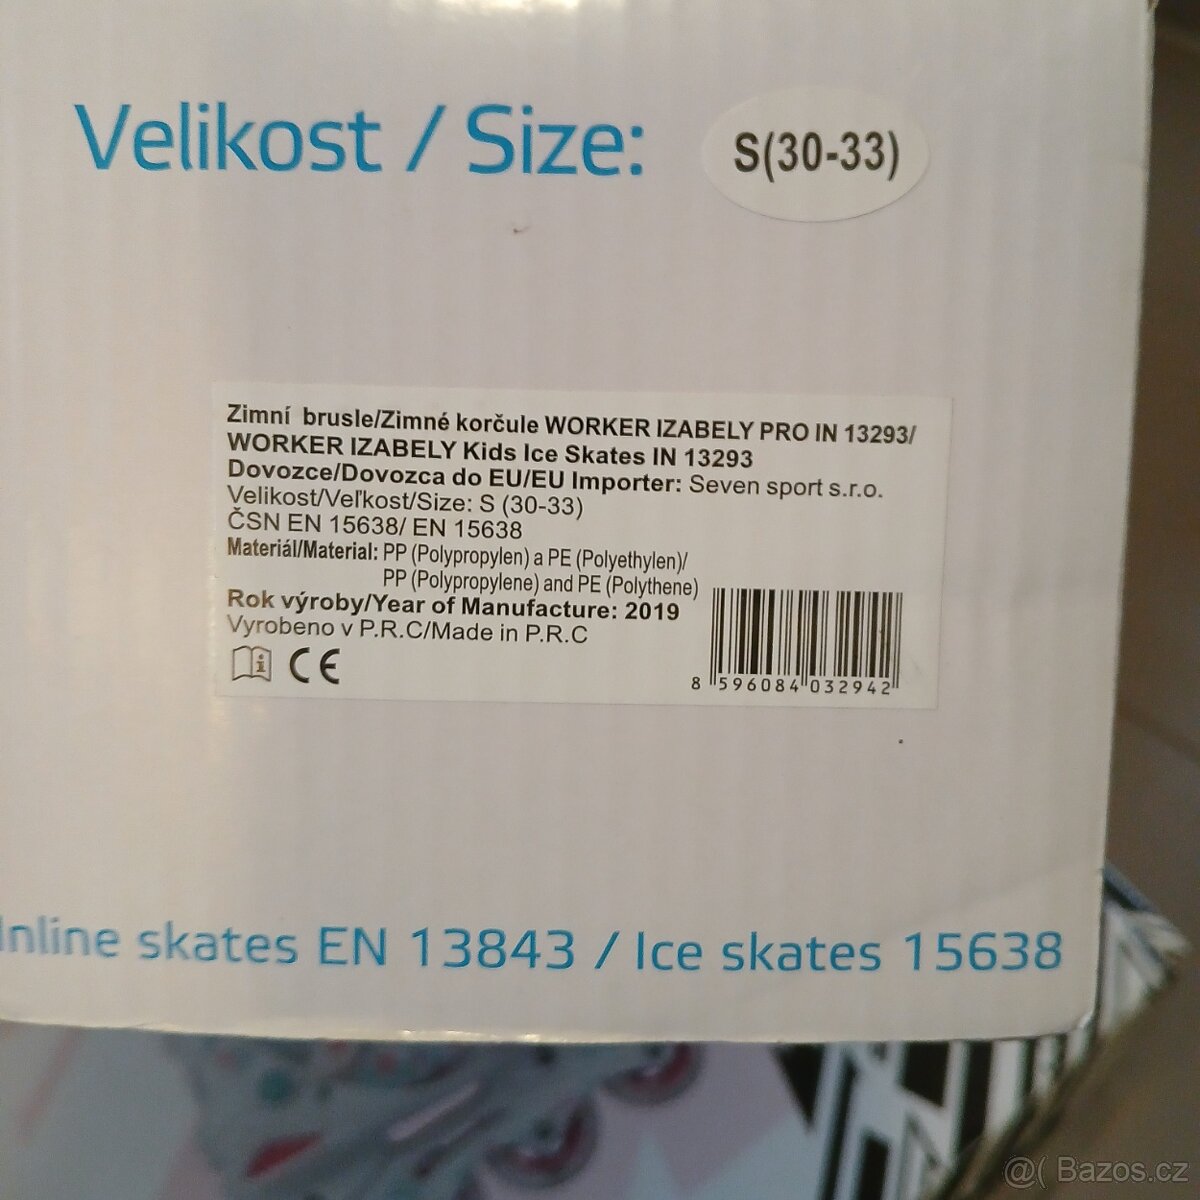 Velikost / Size:
S(30-33)
Zimní brusle/Zimné korčule WORKER IZABELY PRO IN 13293/
WORKER IZABELY Kids Ice Skates IN 13293
Dovozce/Dovozca do EU/EU Importer: Seven sport s.r.o.
Velikost/Veľkost/Size: S (30-33)
ČSN EN 15638/ EN 15638
Materiál/Material: PP (Polypropylen) a PE (Polyethylen)/
PP (Polypropylene) and PE (Polythene)
Rok výroby/Year of Manufacture: 2019
Vyrobeno v P.R.C/Made in P.R.C
CE
8 596084 032942
Inline skates EN 13843 / Ice skates 15638
@( Bazos.cz